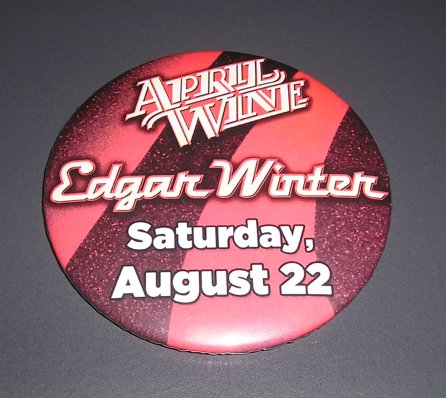 APRIL
WINE
Edgar Winter
Saturday,
August 22